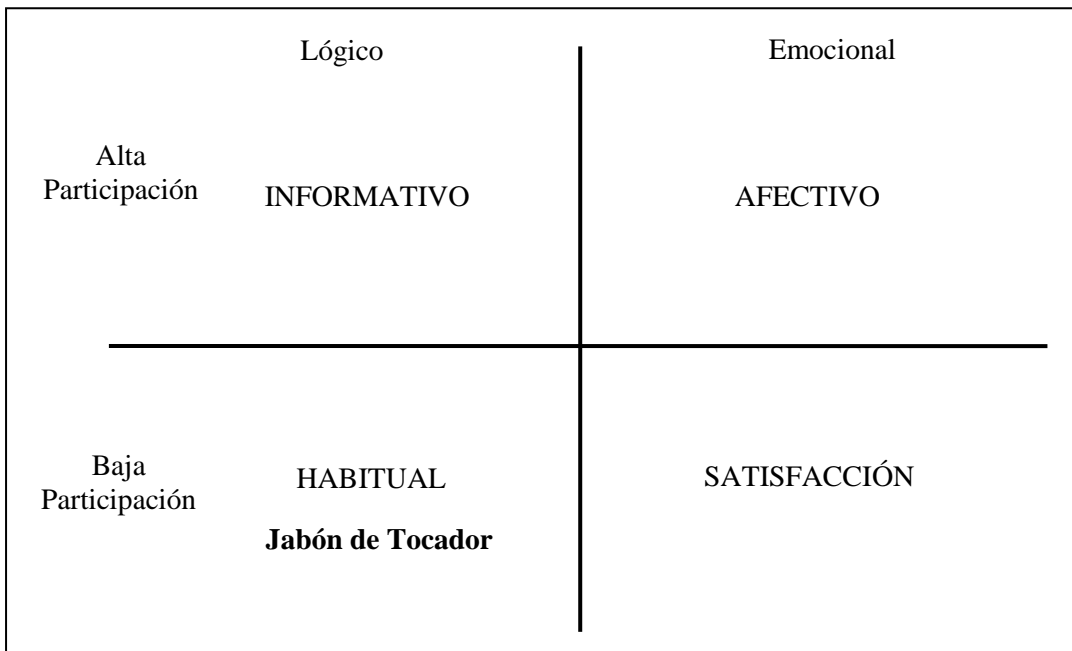 Lógico
Emocional
Alta
Participación
INFORMATIVO
AFECTIVO
Baja
Participación
HABITUAL
SATISFACCIÓN
Jabón de Tocador